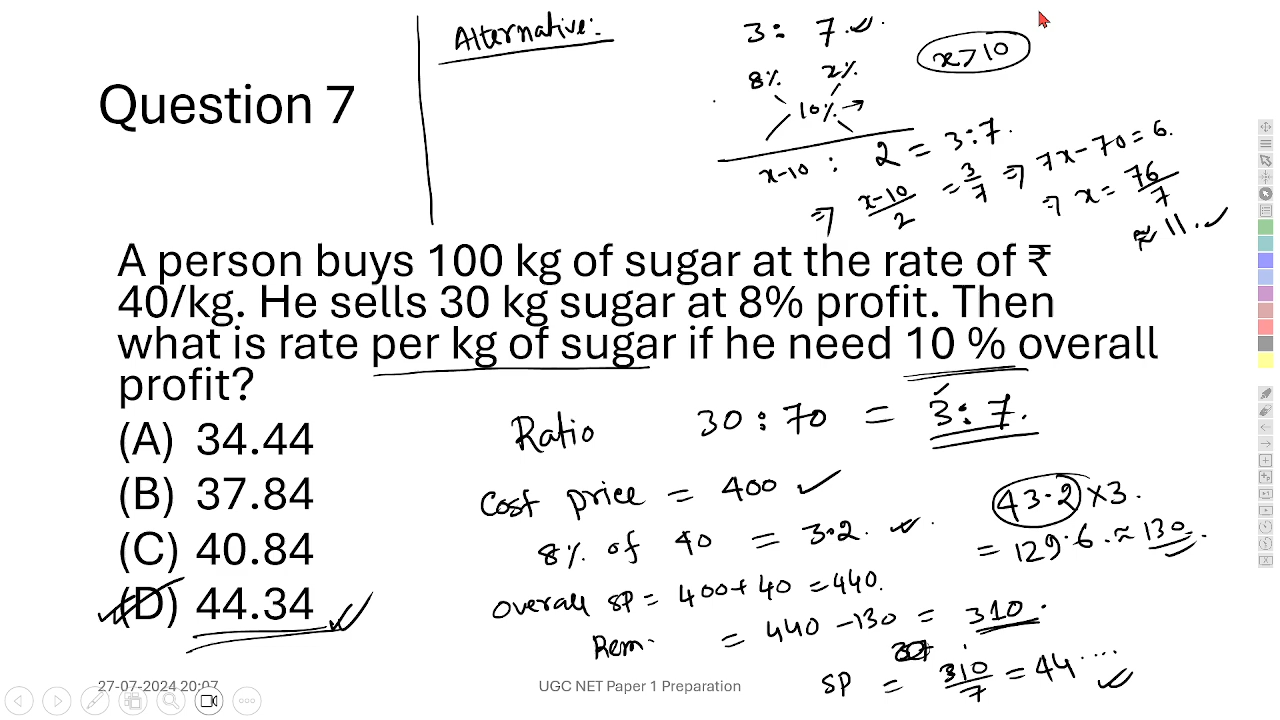 Alternative:
3 : 7.
8% 2%
10% →
x>10
x-10 : 2 = 3:7.
⇒ x-10/2 = 3/7 ⇒ 7x-70 = 6.
⇒ x = 76/7
≈ 11.
Question 7
A person buys 100 kg of sugar at the rate of ₹
40/kg. He sells 30 kg sugar at 8% profit. Then
what is rate per kg of sugar if he need 10 % overall
profit?
(A) 34.44
(B) 37.84
(C) 40.84
(D) 44.34
Ratio 30 : 70 = 3:7.
Cost price = 400
8% of 40 = 3.2.
43.2 x3.
= 129.6. ≈ 130.
Overall SP = 400+ 40 = 440.
Rem. = 440 -130 = 310.
SP = 310/7 = 44 ....
27-07-2024 20:07
UGC NET Paper 1 Preparation